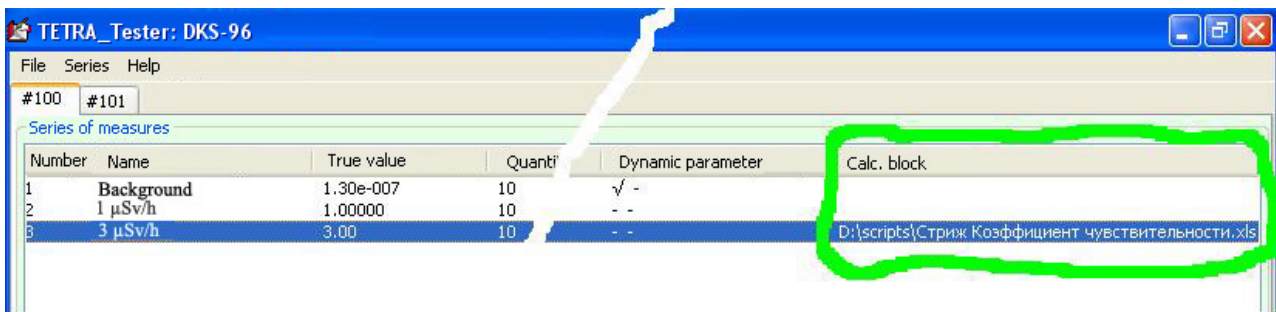 TETRA_Tester: DKS-96
File Series Help
#100 #101
Series of measures
Number Name True value Quanti Dynamic parameter Calc. block
1 Background 1.30e-007 10 √ -
2 1 µSv/h 1.00000 10 - -
3 3 µSv/h 3.00 10 - - D:\scripts\Стриж Коэффициент чувствительности.xls